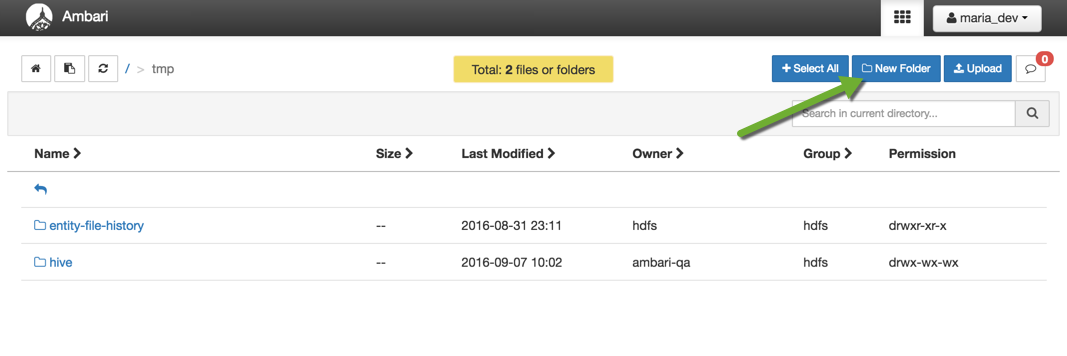 Ambari
maria_dev
/ > tmp
Total: 2 files or folders
Select All
New Folder
Upload
0
Search in current directory...
Name Size Last Modified Owner Group Permission
entity-file-history -- 2016-08-31 23:11 hdfs hdfs drwxr-xr-x
hive -- 2016-09-07 10:02 ambari-qa hdfs drwx-wx-wx